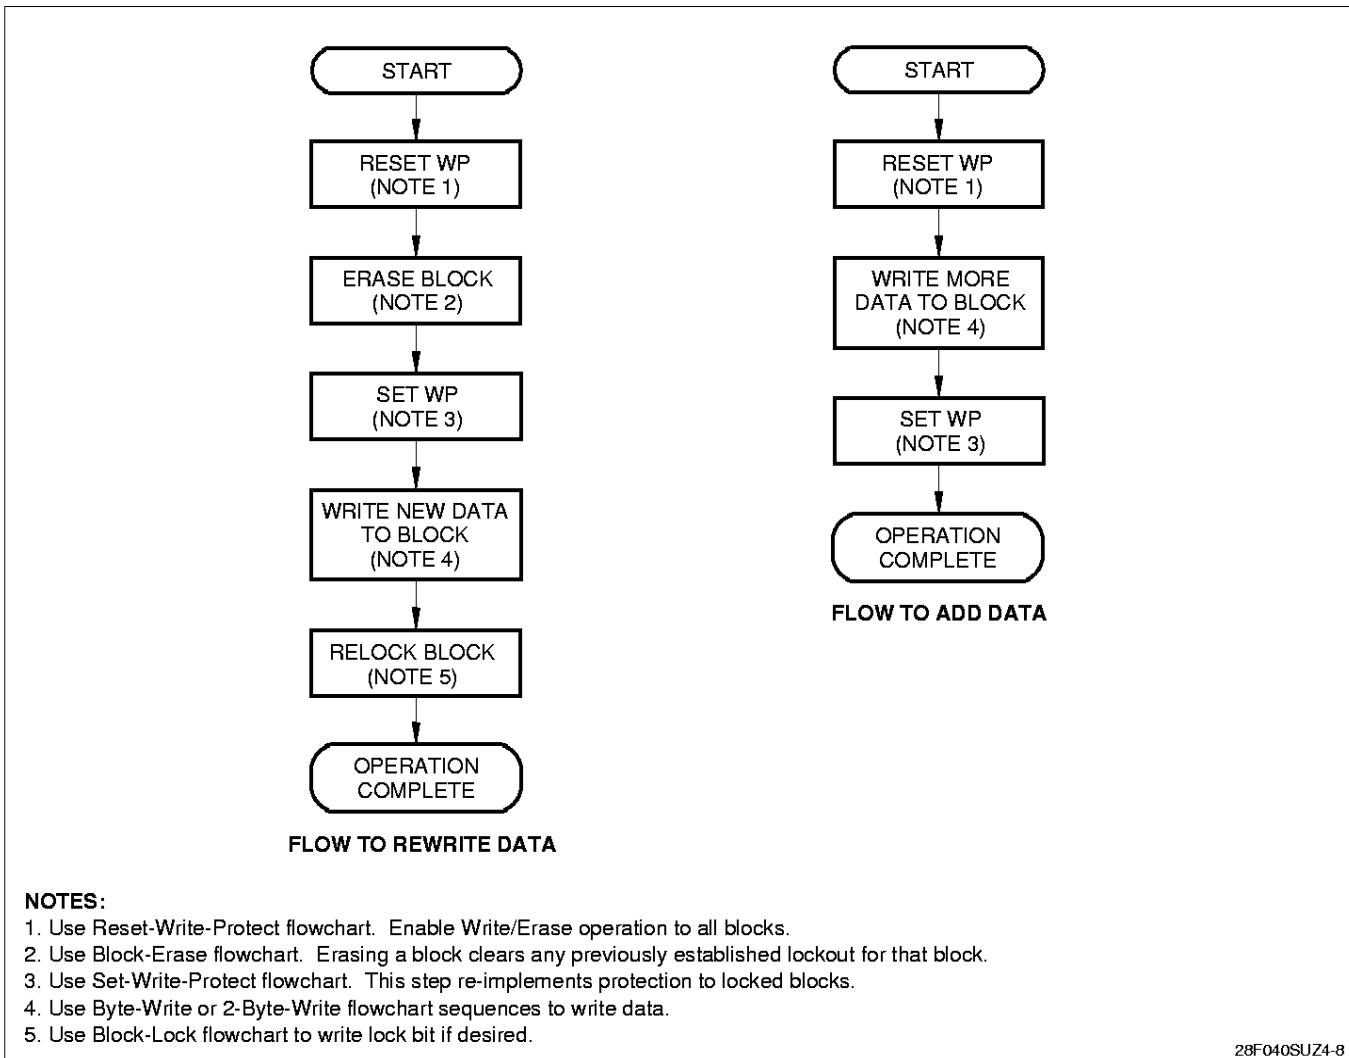 START
RESET WP
(NOTE 1)
ERASE BLOCK
(NOTE 2)
SET WP
(NOTE 3)
WRITE NEW DATA
TO BLOCK
(NOTE 4)
RELOCK BLOCK
(NOTE 5)
OPERATION
COMPLETE
FLOW TO REWRITE DATA
START
RESET WP
(NOTE 1)
WRITE MORE
DATA TO BLOCK
(NOTE 4)
SET WP
(NOTE 3)
OPERATION
COMPLETE
FLOW TO ADD DATA
NOTES:
1. Use Reset-Write-Protect flowchart. Enable Write/Erase operation to all blocks.
2. Use Block-Erase flowchart. Erasing a block clears any previously established lockout for that block.
3. Use Set-Write-Protect flowchart. This step re-implements protection to locked blocks.
4. Use Byte-Write or 2-Byte-Write flowchart sequences to write data.
5. Use Block-Lock flowchart to write lock bit if desired.
28F040SUZ4-8